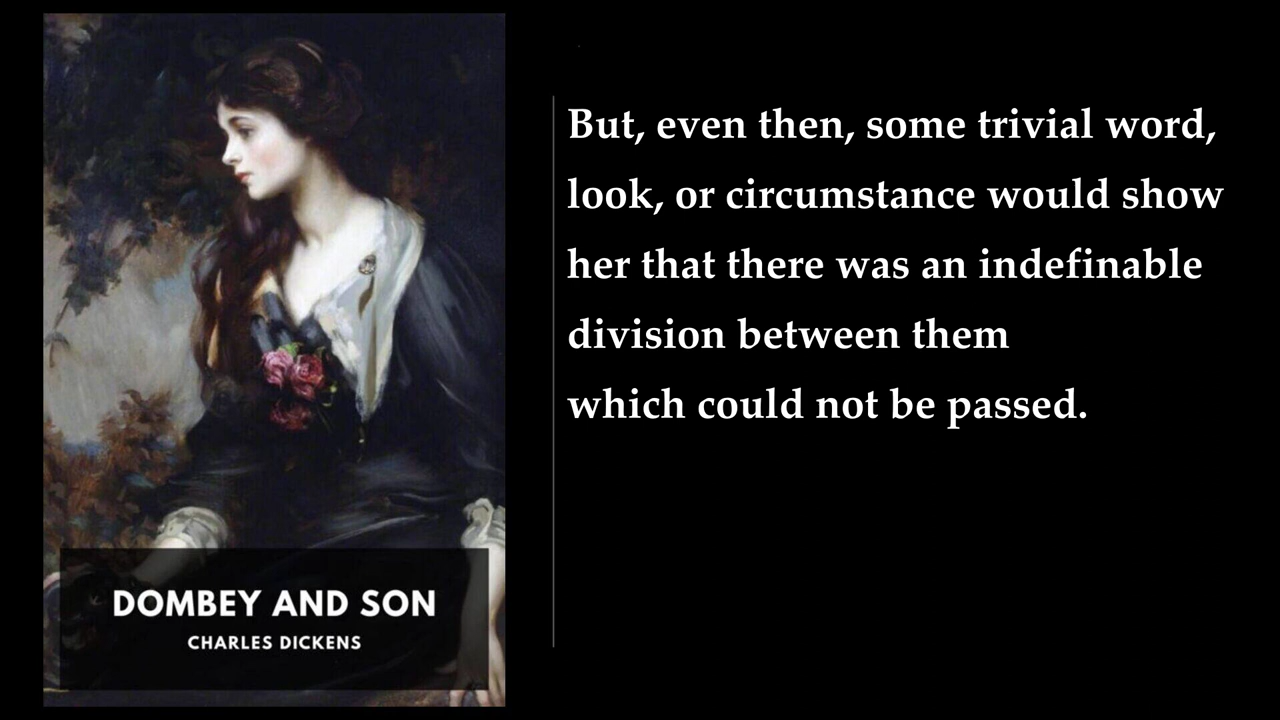 But, even then, some trivial word,
look, or circumstance would show
her that there was an indefinable
division between them
which could not be passed.
DOMBEY AND SON
CHARLES DICKENS